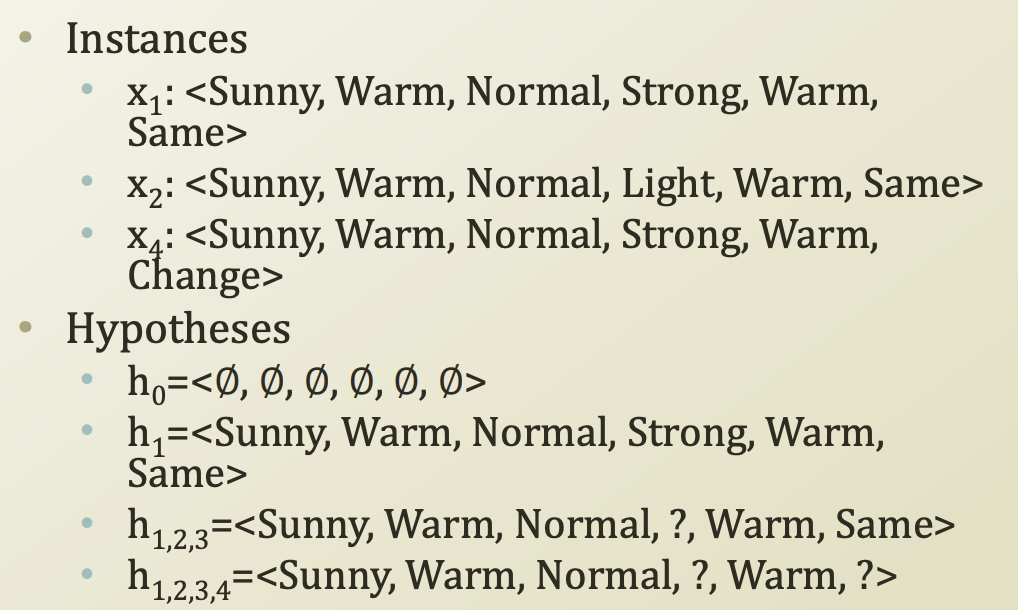 • Instances
• x₁: <Sunny, Warm, Normal, Strong, Warm,
Same>
• x₂: <Sunny, Warm, Normal, Light, Warm, Same>
• x₄: <Sunny, Warm, Normal, Strong, Warm,
Change>
• Hypotheses
• h₀=<∅, ∅, ∅, ∅, ∅, ∅>
• h₁=<Sunny, Warm, Normal, Strong, Warm,
Same>
• h₁,₂,₃=<Sunny, Warm, Normal, ?, Warm, Same>
• h₁,₂,₃,₄=<Sunny, Warm, Normal, ?, Warm, ?>